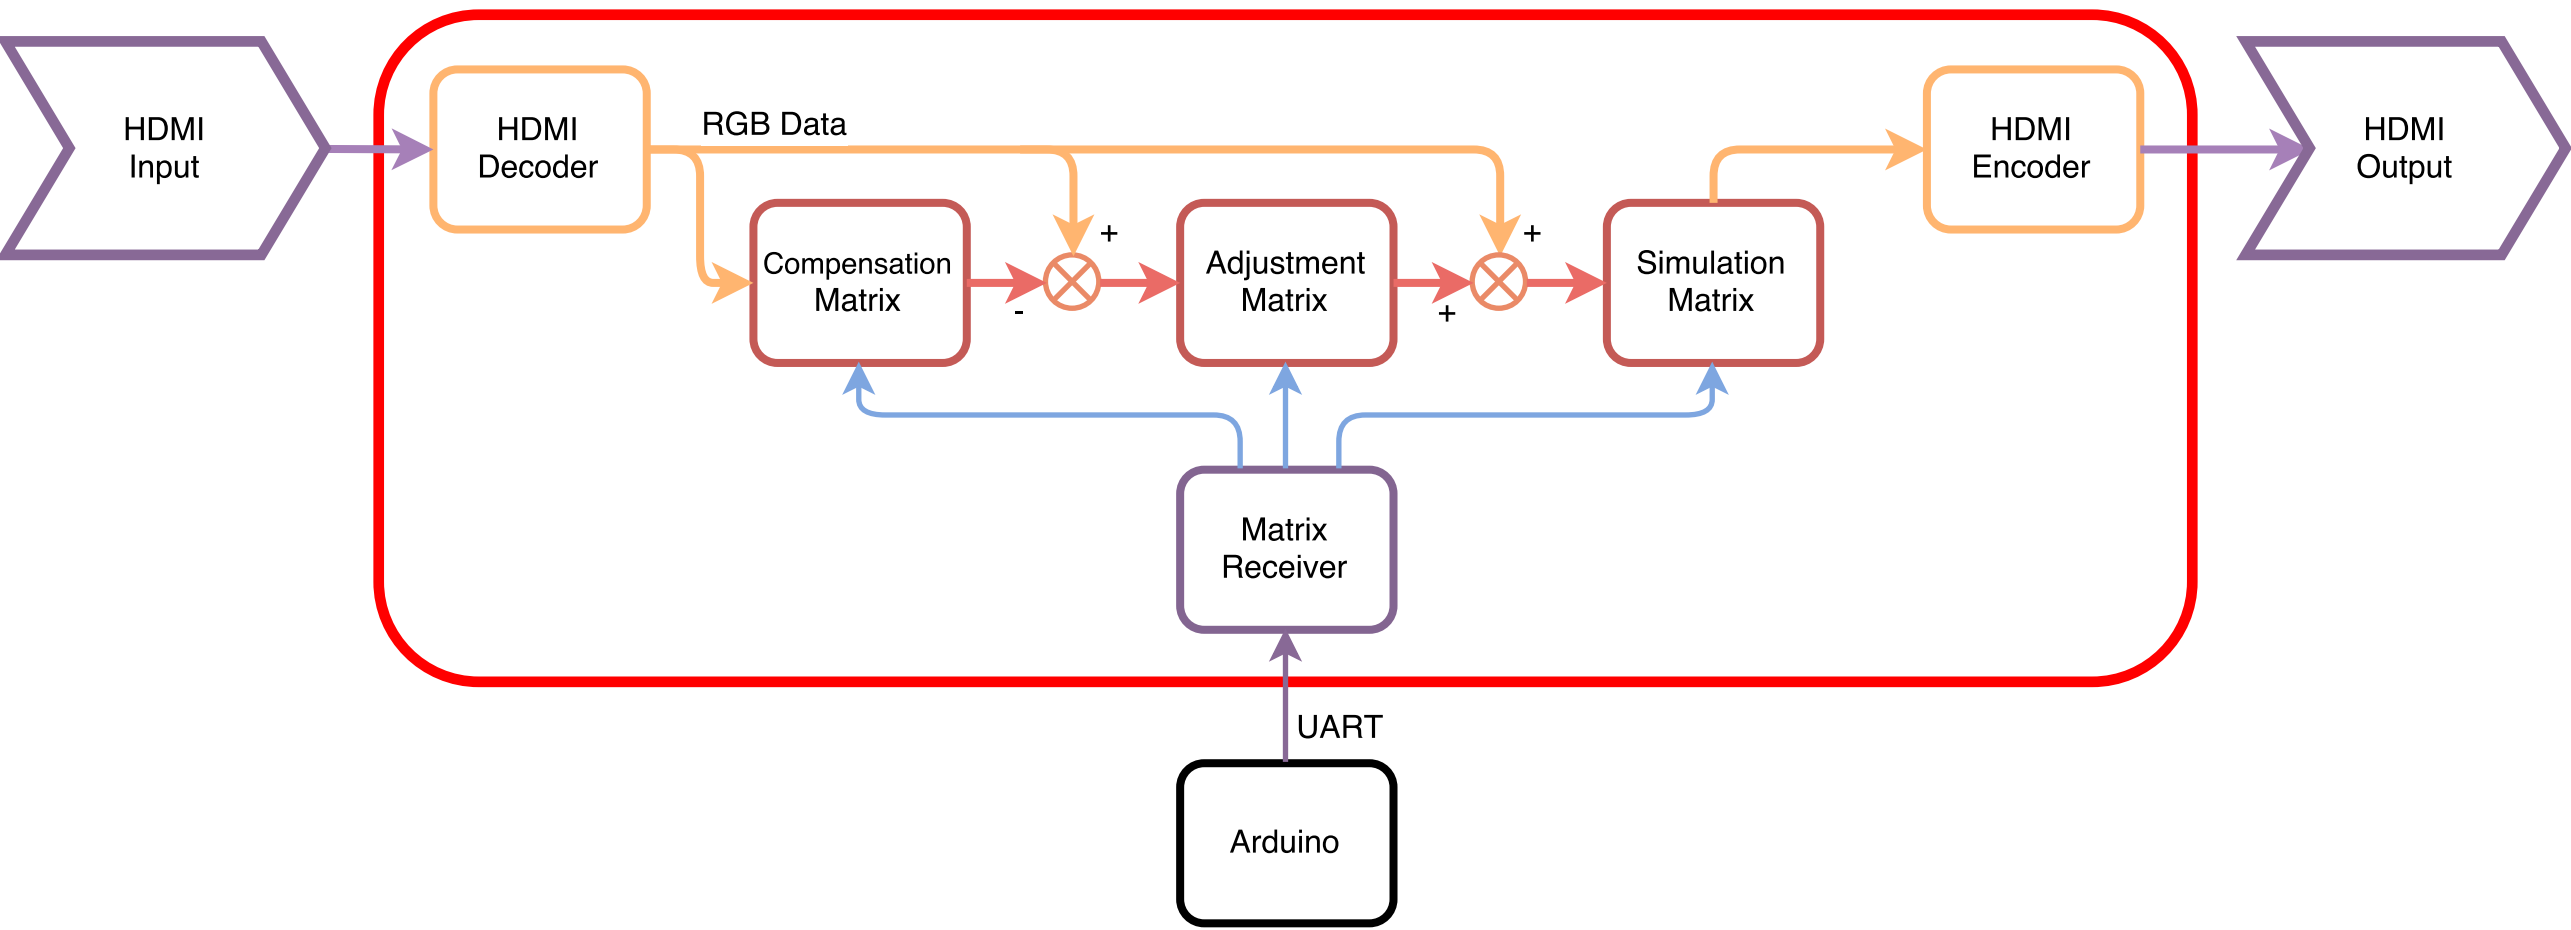 HDMI
Input
HDMI
Decoder
RGB Data
HDMI
Encoder
HDMI
Output
Compensation
Matrix
-
+
Adjustment
Matrix
+
+
Simulation
Matrix
Matrix
Receiver
UART
Arduino